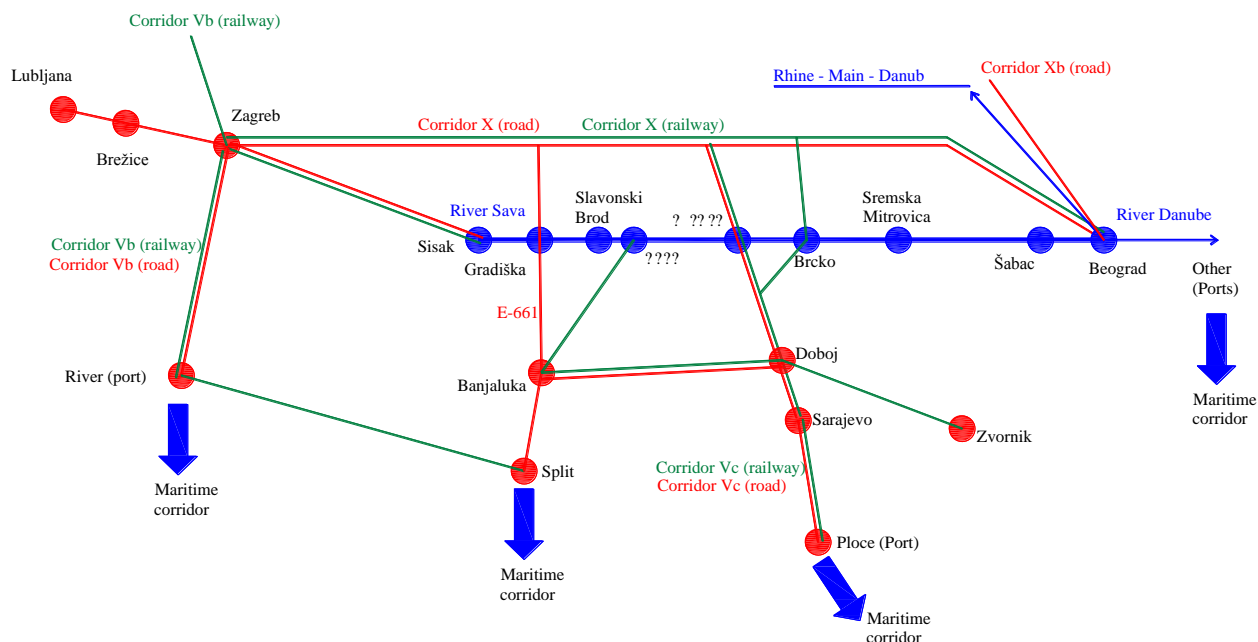 Corridor Vb (railway)
Lubljana
Rhine - Main - Danub
Corridor Xb (road)
Zagreb
Corridor X (road)
Corridor X (railway)
Brežice
River Sava
Slavonski
Brod
? ?? ??
Sremska
Mitrovica
River Danube
Corridor Vb (railway)
Corridor Vb (road)
Sisak
Gradiška
????
Brcko
Šabac
Beograd
Other
(Ports)
E-661
Doboj
River (port)
Banjaluka
Maritime
corridor
Sarajevo
Zvornik
Split
Corridor Vc (railway)
Corridor Vc (road)
Maritime
corridor
Ploce (Port)
Maritime
corridor
Maritime
corridor